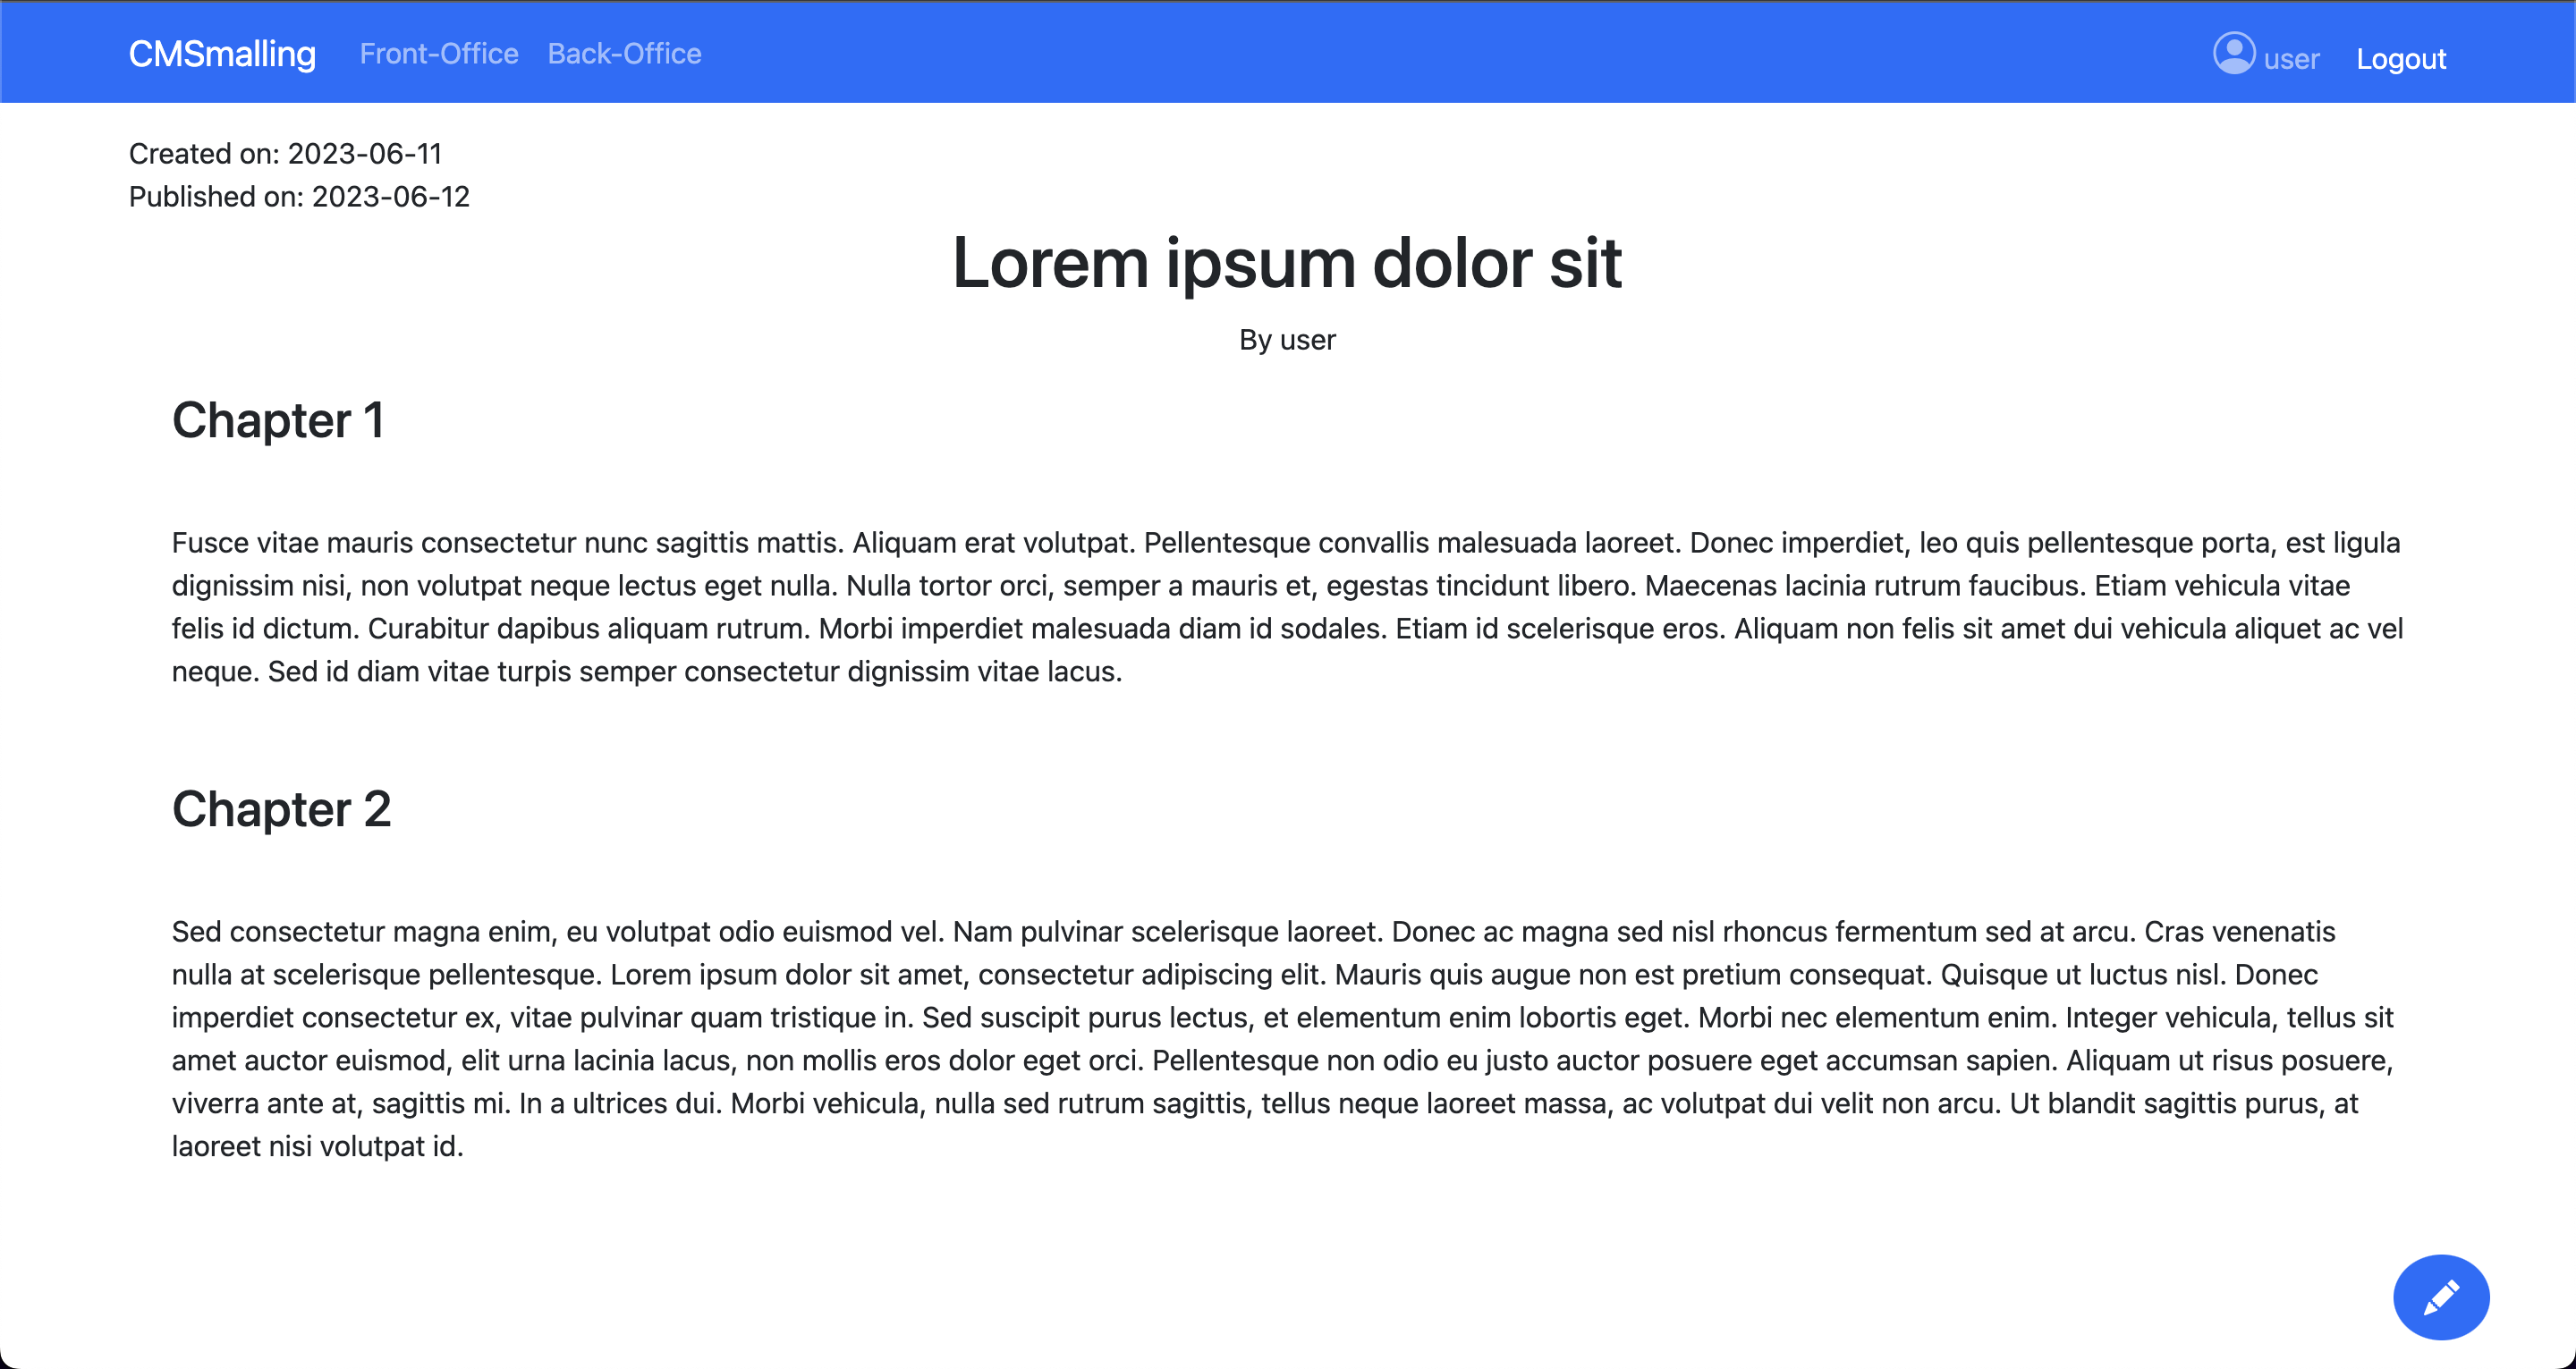 CMSmalling Front-Office Back-Office user Logout
Created on: 2023-06-11
Published on: 2023-06-12
Lorem ipsum dolor sit
By user
Chapter 1
Fusce vitae mauris consectetur nunc sagittis mattis. Aliquam erat volutpat. Pellentesque convallis malesuada laoreet. Donec imperdiet, leo quis pellentesque porta, est ligula
dignissim nisi, non volutpat neque lectus eget nulla. Nulla tortor orci, semper a mauris et, egestas tincidunt libero. Maecenas lacinia rutrum faucibus. Etiam vehicula vitae
felis id dictum. Curabitur dapibus aliquam rutrum. Morbi imperdiet malesuada diam id sodales. Etiam id scelerisque eros. Aliquam non felis sit amet dui vehicula aliquet ac vel
neque. Sed id diam vitae turpis semper consectetur dignissim vitae lacus.
Chapter 2
Sed consectetur magna enim, eu volutpat odio euismod vel. Nam pulvinar scelerisque laoreet. Donec ac magna sed nisl rhoncus fermentum sed at arcu. Cras venenatis
nulla at scelerisque pellentesque. Lorem ipsum dolor sit amet, consectetur adipiscing elit. Mauris quis augue non est pretium consequat. Quisque ut luctus nisl. Donec
imperdiet consectetur ex, vitae pulvinar quam tristique in. Sed suscipit purus lectus, et elementum enim lobortis eget. Morbi nec elementum enim. Integer vehicula, tellus sit
amet auctor euismod, elit urna lacinia lacus, non mollis eros dolor eget orci. Pellentesque non odio eu justo auctor posuere eget accumsan sapien. Aliquam ut risus posuere,
viverra ante at, sagittis mi. In a ultrices dui. Morbi vehicula, nulla sed rutrum sagittis, tellus neque laoreet massa, ac volutpat dui velit non arcu. Ut blandit sagittis purus, at
laoreet nisi volutpat id.